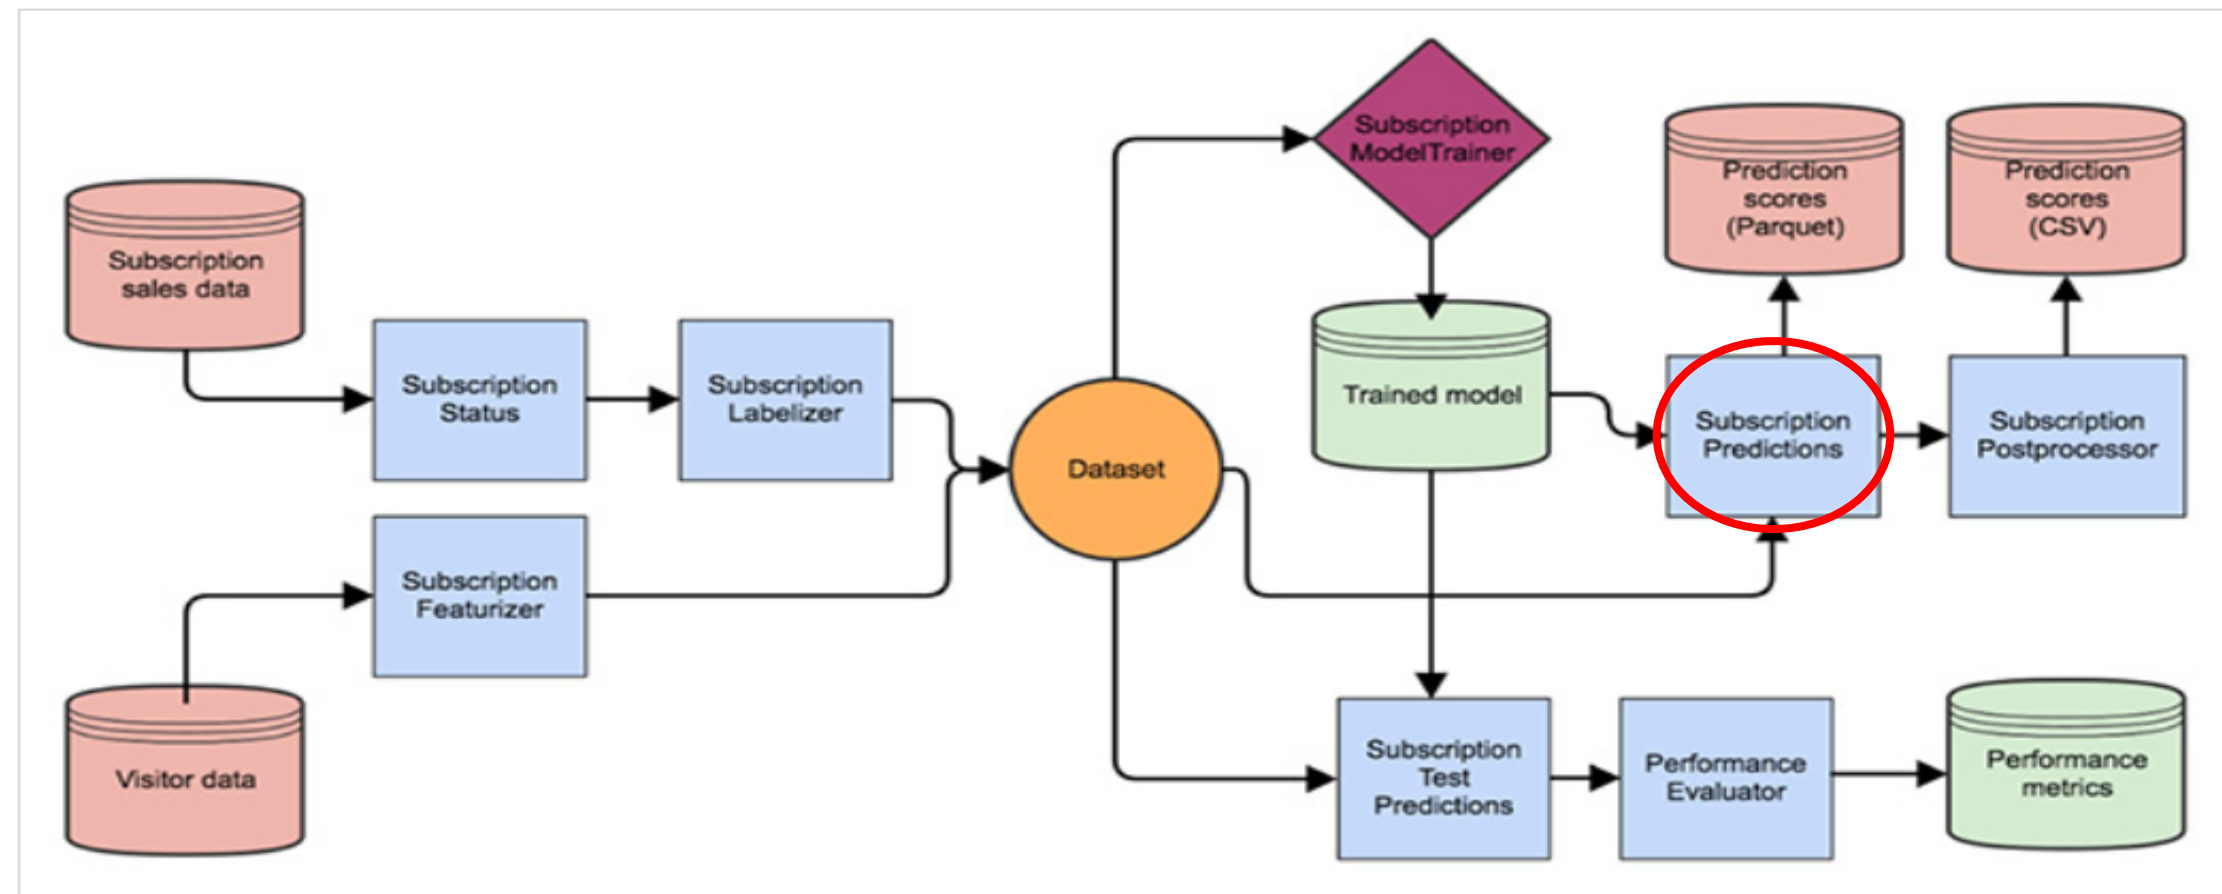 Subscription
sales data
Subscription
Status
Subscription
Labelizer
Subscription
Featurizer
Visitor data
Dataset
Subscription
ModelTrainer
Trained model
Prediction
scores
(Parquet)
Prediction
scores
(CSV)
Subscription
Predictions
Subscription
Postprocessor
Subscription
Test
Predictions
Performance
Evaluator
Performance
metrics